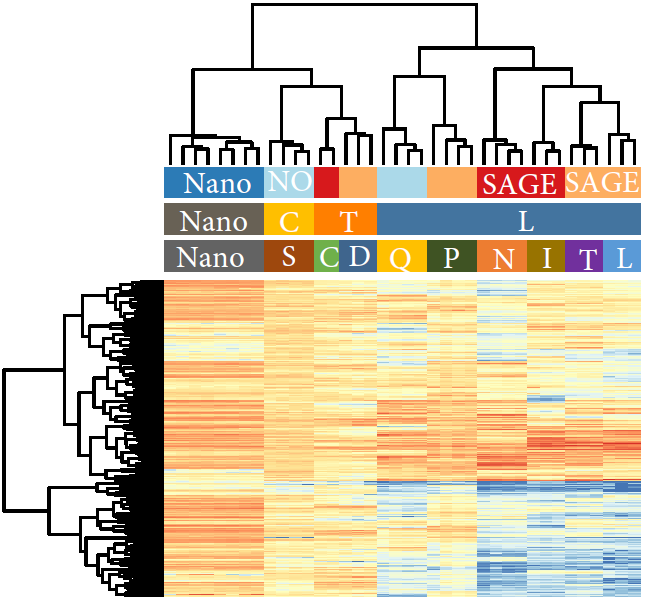 Nano NO SAGE SAGE
Nano C T L
Nano S C D Q P N I T L